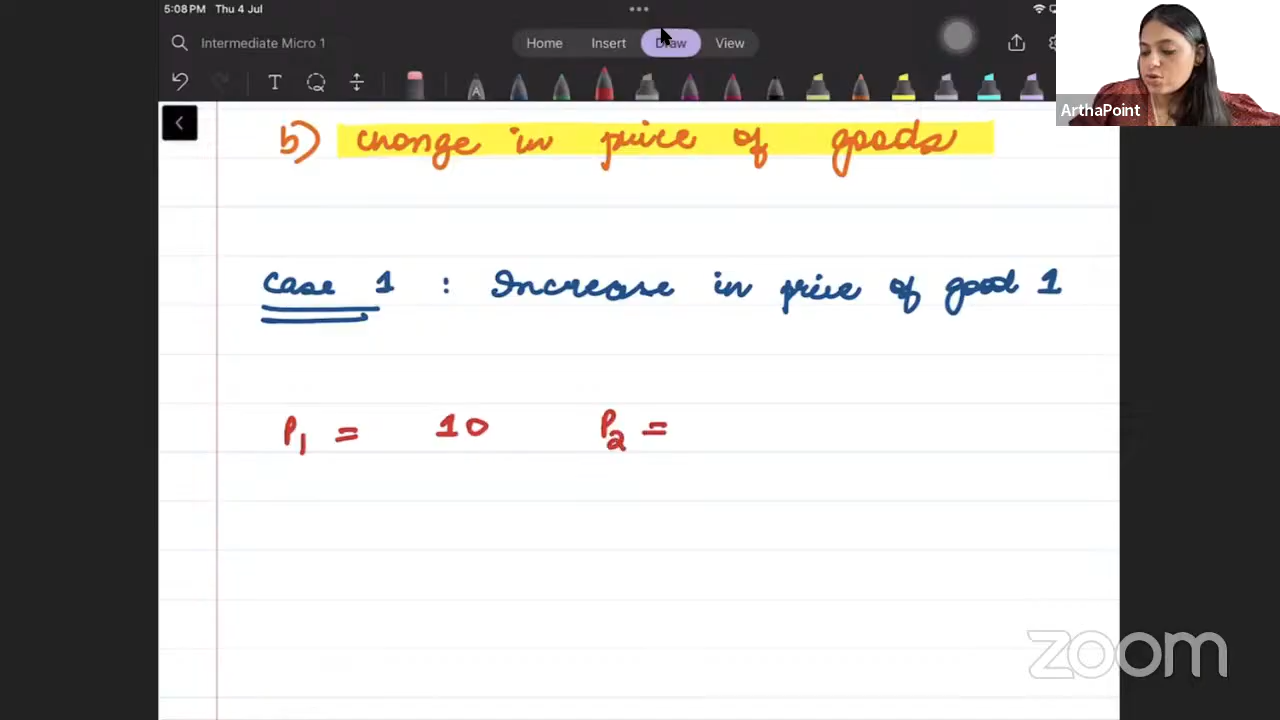 5:08 PM Thu 4 Jul
Intermediate Micro 1
Home Insert Draw View
T
A
ArthaPoint
b) change in price of goods
Case 1 : Increase in price of good 1
P1 = 10 P2 =
zoom